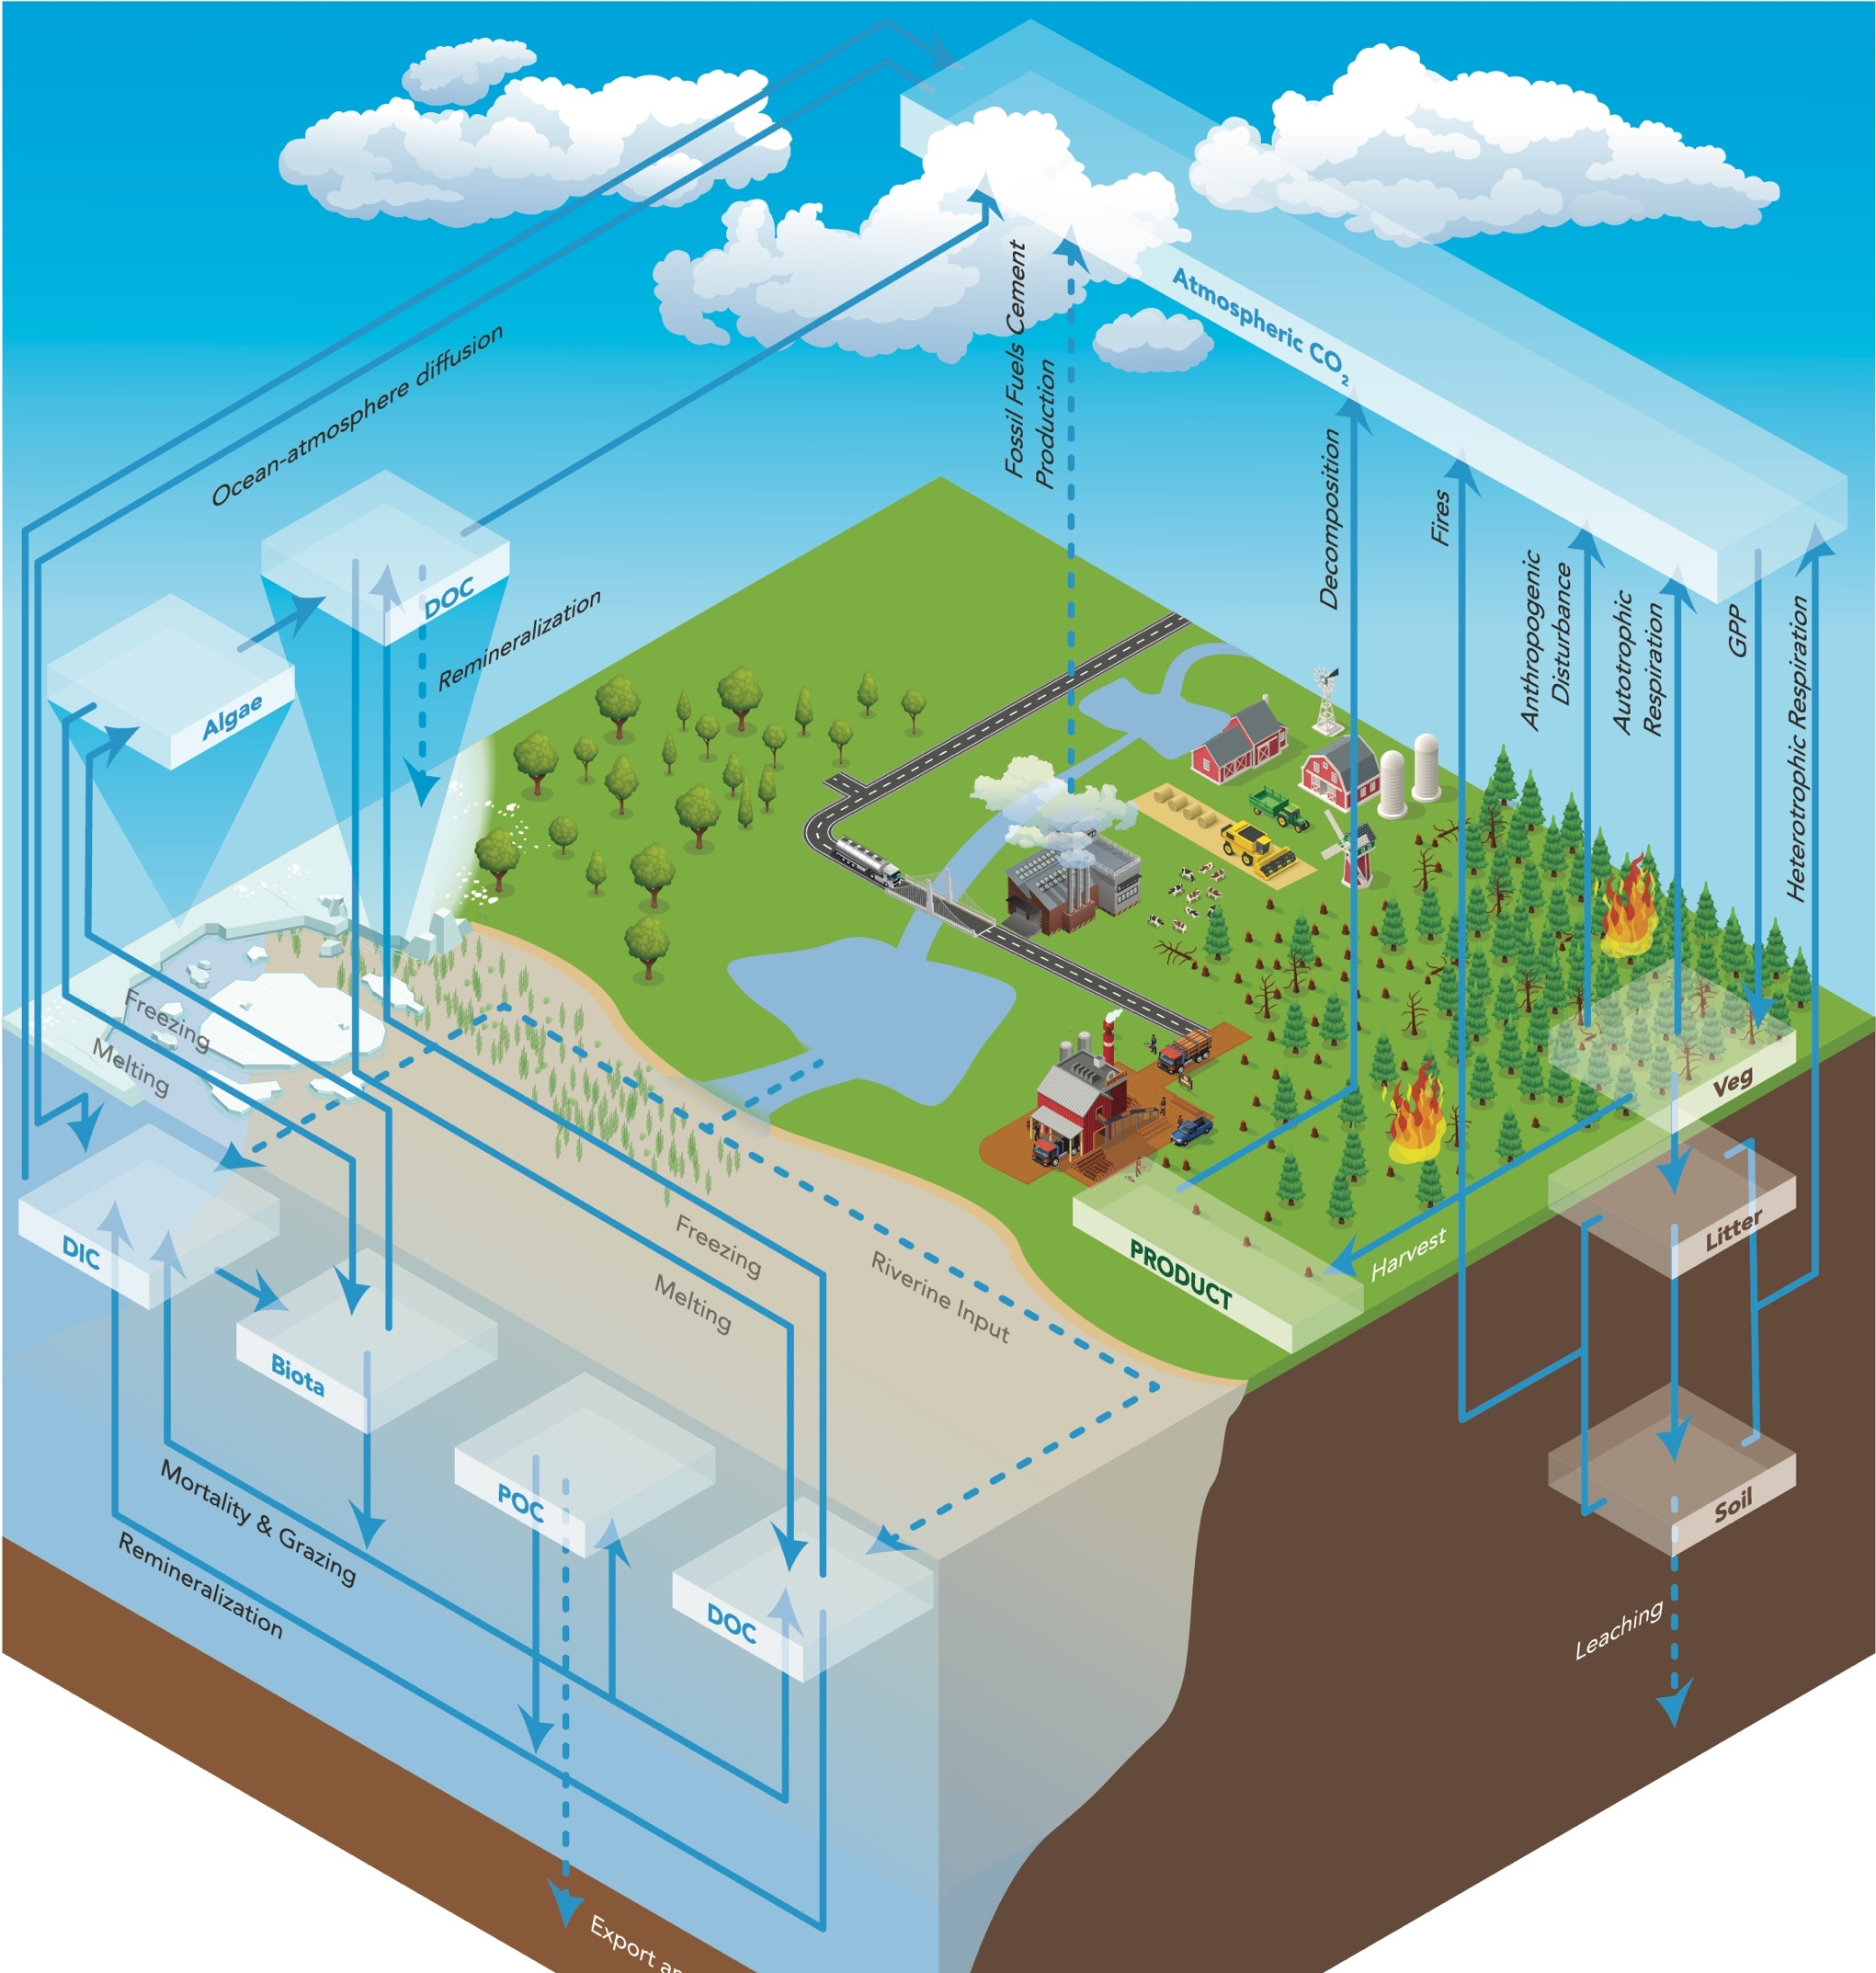 Atmospheric CO₂
Ocean-atmosphere diffusion
Fossil Fuels Cement
Production
Decomposition
Fires
Anthropogenic
Disturbance
Autotrophic
Respiration
GPP
Heterotrophic Respiration
DOC
Remineralization
Algae
Freezing
Melting
Veg
Litter
Harvest
PRODUCT
Freezing
Melting
Riverine Input
DIC
Biota
POC
DOC
Soil
Mortality & Grazing
Remineralization
Leaching
Export